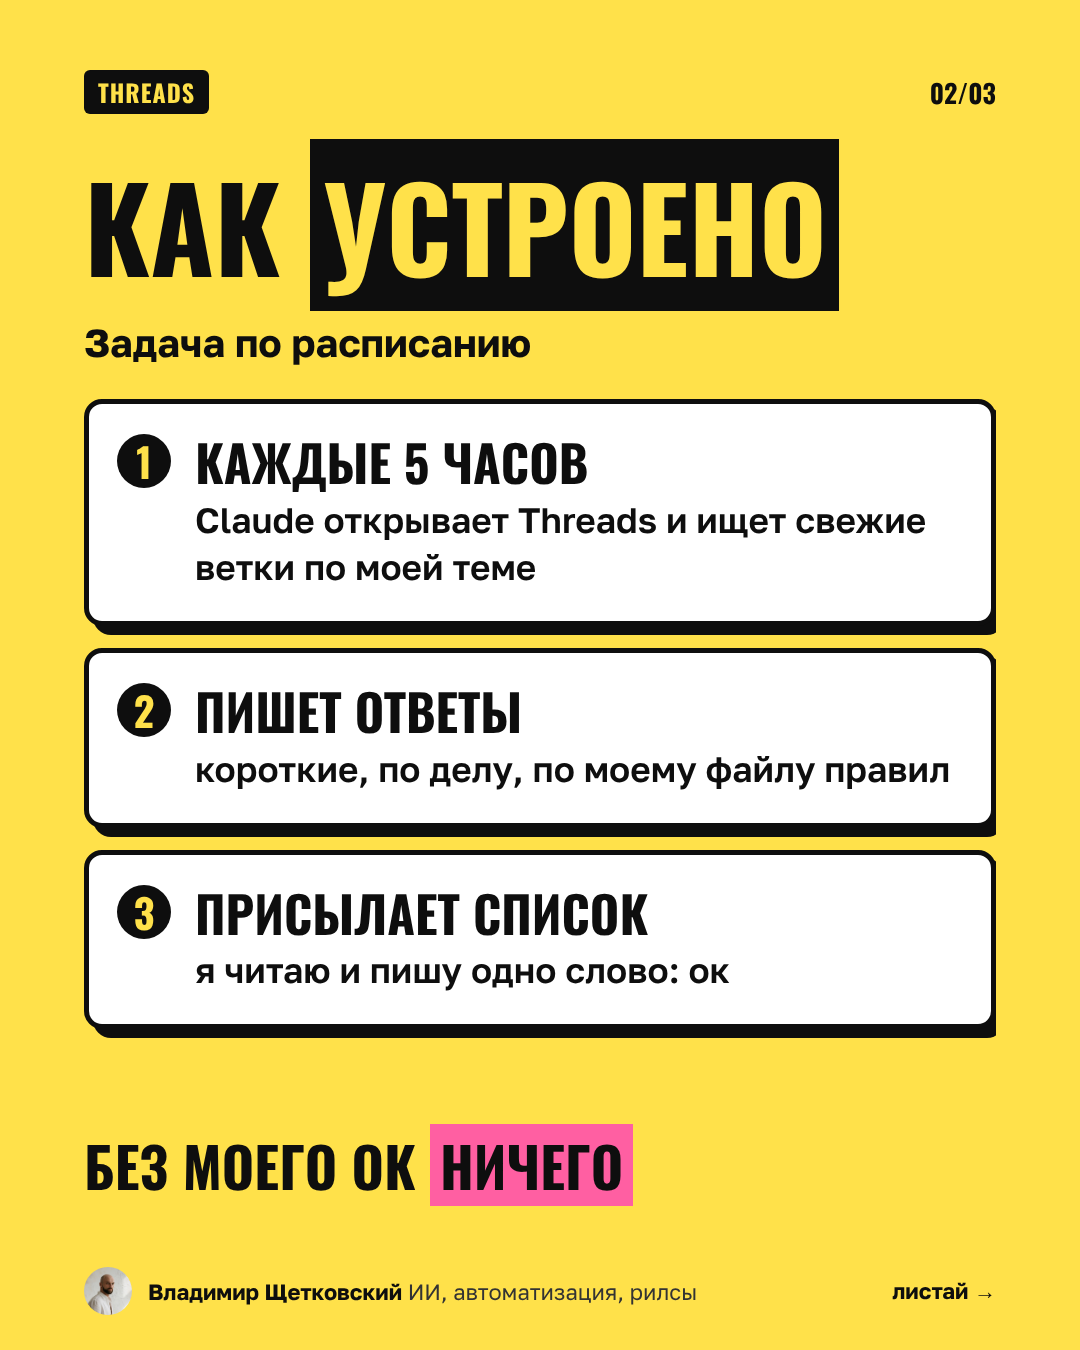 THREADS
02/03
КАК УСТРОЕНО
Задача по расписанию
1 КАЖДЫЕ 5 ЧАСОВ
Claude открывает Threads и ищет свежие
ветки по моей теме
2 ПИШЕТ ОТВЕТЫ
короткие, по делу, по моему файлу правил
3 ПРИСЫЛАЕТ СПИСОК
я читаю и пишу одно слово: ок
БЕЗ МОЕГО ОК НИЧЕГО
Владимир Щетковский ИИ, автоматизация, рилсы
листай →